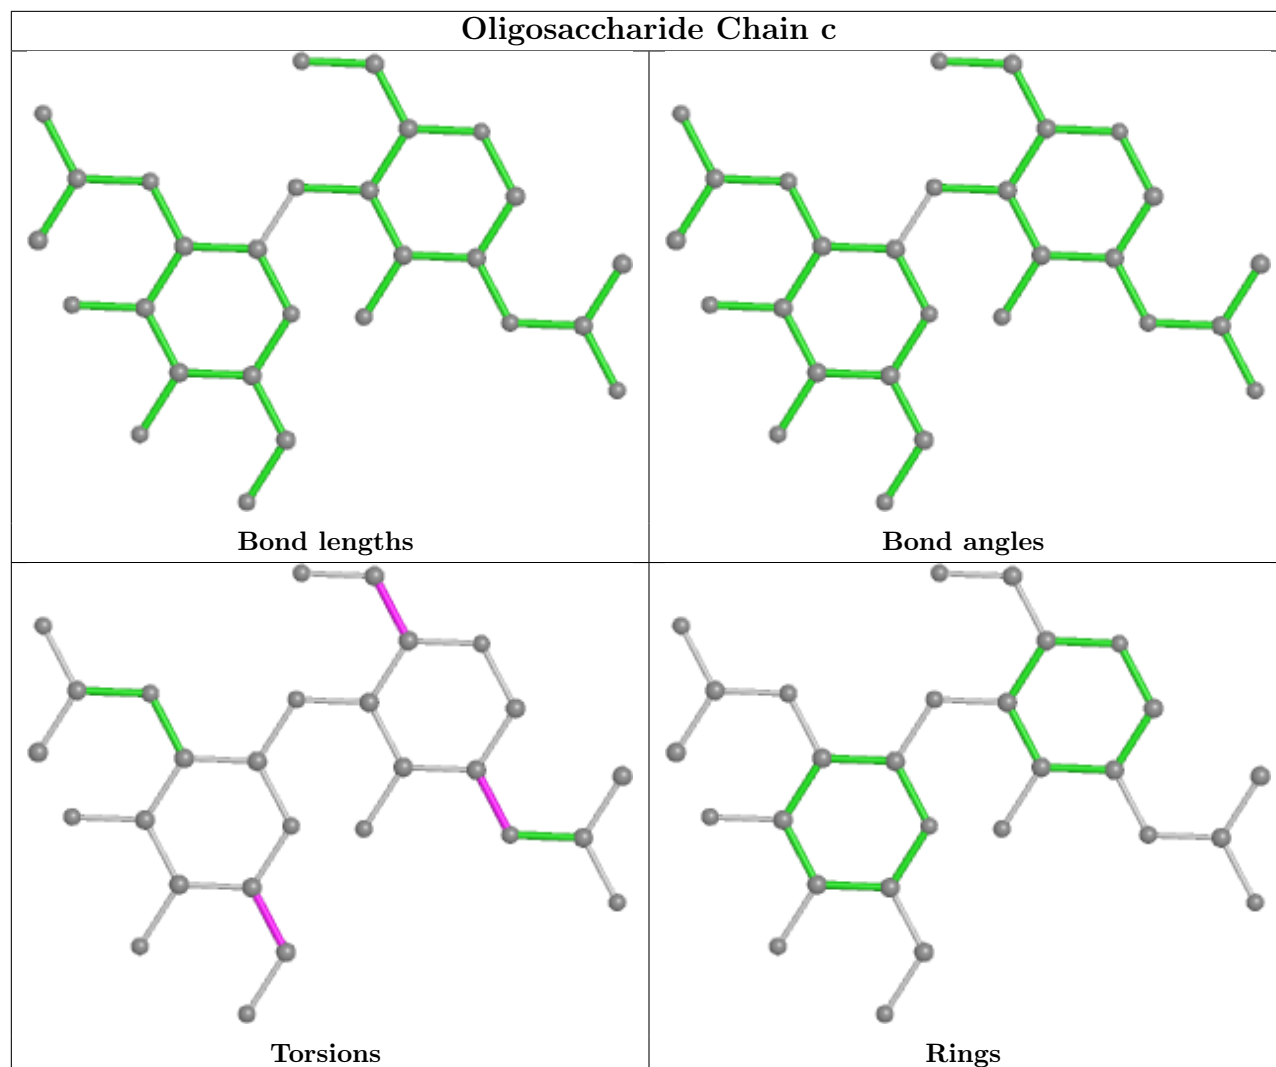 Oligosaccharide Chain c
Bond lengths
Bond angles
Torsions
Rings